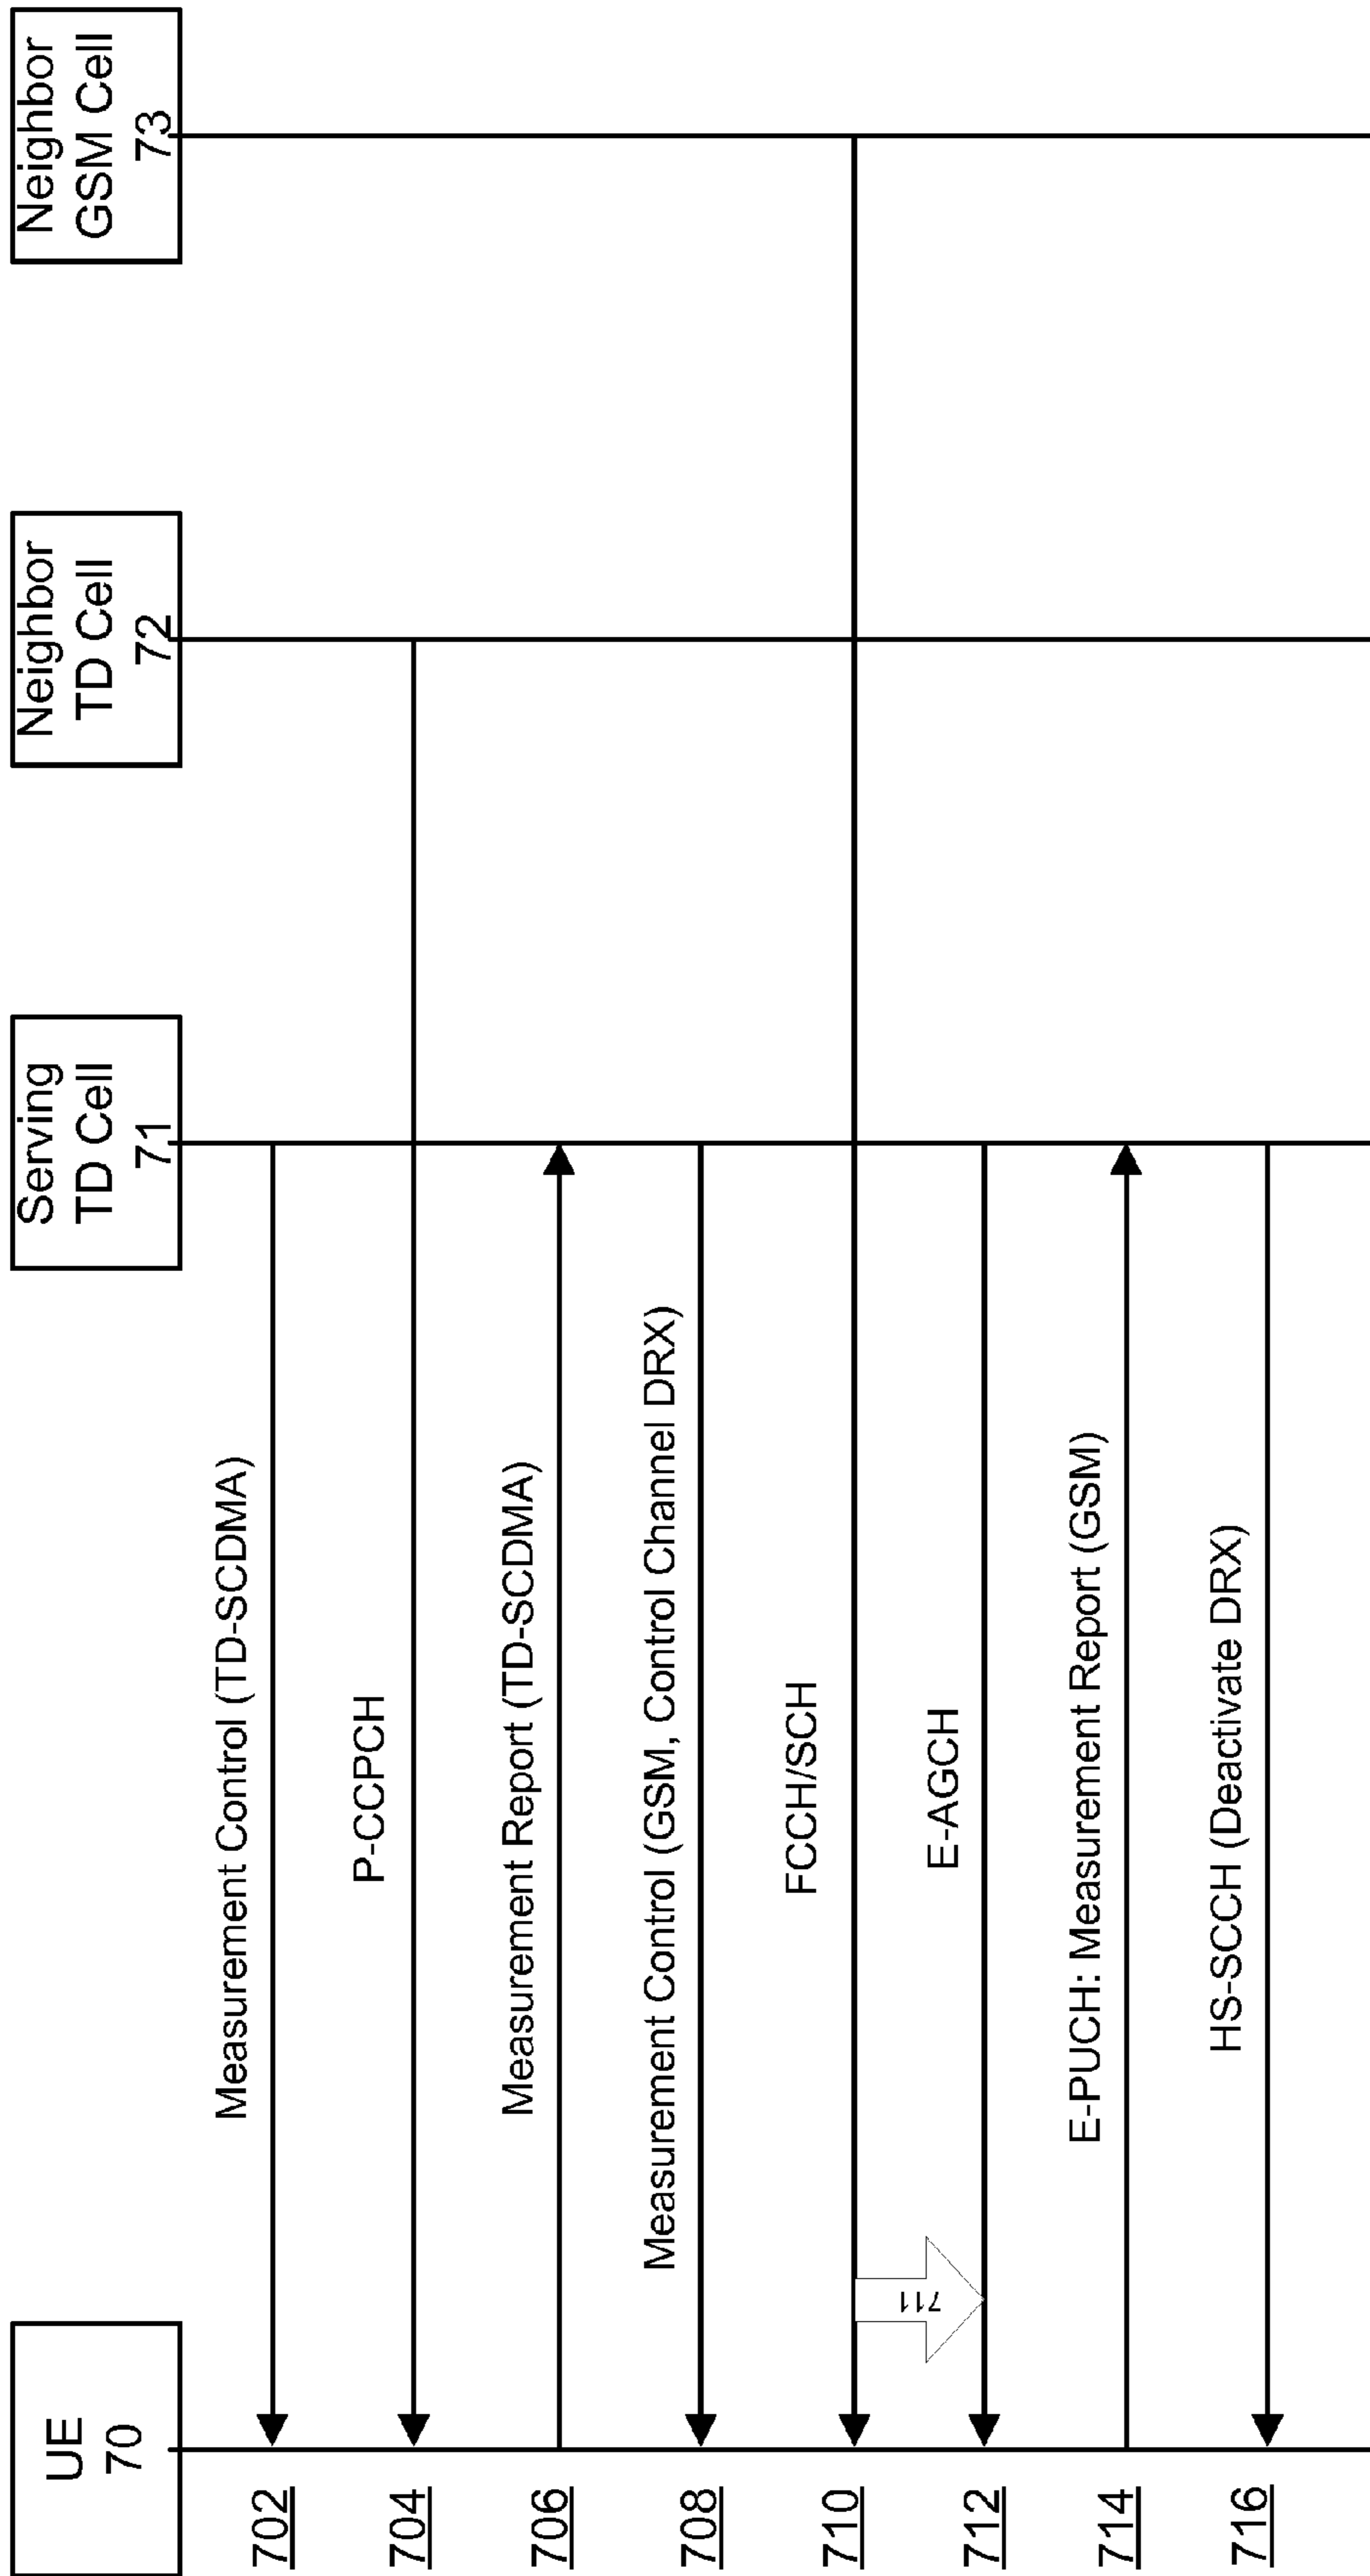 UE
70
Serving
TD Cell
71
Neighbor
TD Cell
72
Neighbor
GSM Cell
73
702
Measurement Control (TD-SCDMA)
704
P-CCPCH
706
Measurement Report (TD-SCDMA)
708
Measurement Control (GSM, Control Channel DRX)
710
FCCH/SCH
711
712
E-AGCH
714
E-PUCH: Measurement Report (GSM)
716
HS-SCCH (Deactivate DRX)